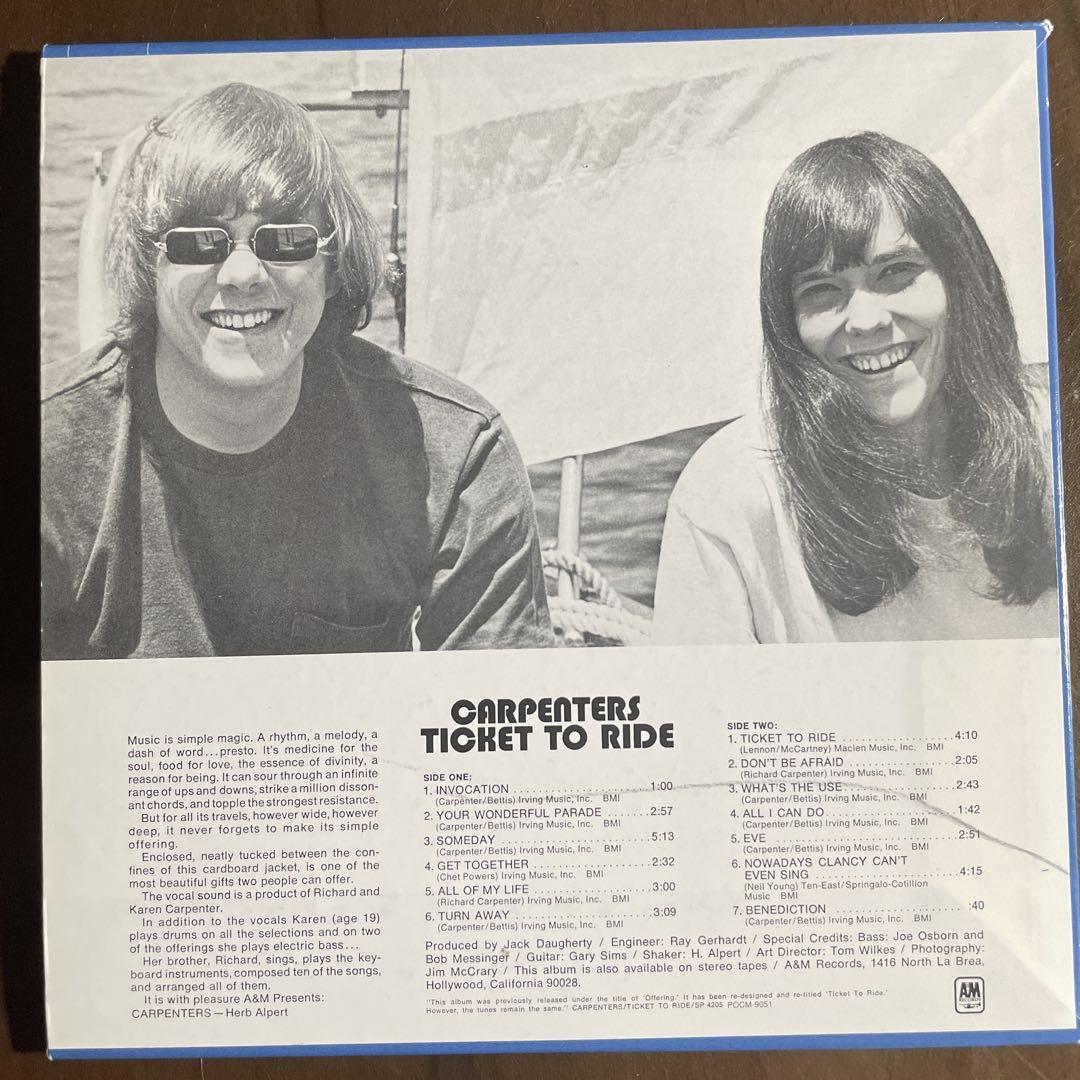 CARPENTERS
TICKET TO RIDE
Music is simple magic. A rhythm, a melody, a
dash of word...presto. It's medicine for the
soul, food for love, the essence of divinity, a
reason for being. It can sour through an infinite
range of ups and downs, strike a million disson-
ant chords, and topple the strongest resistance.
But for all its travels, however wide, however
deep, it never forgets to make its simple
offering.
Enclosed, neatly tucked between the con-
fines of this cardboard jacket, is one of the
most beautiful gifts two people can offer.
The vocal sound is a product of Richard and
Karen Carpenter.
In addition to the vocals Karen (age 19)
plays drums on all the selections and on two
of the offerings she plays electric bass...
Her brother, Richard, sings, plays the key-
board instruments, composed ten of the songs,
and arranged all of them.
It is with pleasure A&M Presents:
CARPENTERS — Herb Alpert
SIDE ONE:
1. INVOCATION ..................1:00
(Carpenter/Bettis) Irving Music, Inc. BMI
2. YOUR WONDERFUL PARADE .......2:57
(Carpenter/Bettis) Irving Music, Inc. BMI
3. SOMEDAY ......................5:13
(Carpenter/Bettis) Irving Music, Inc. BMI
4. GET TOGETHER .................2:32
(Chet Powers) Irving Music, Inc. BMI
5. ALL OF MY LIFE ................3:00
(Richard Carpenter) Irving Music, Inc. BMI
6. TURN AWAY ...................3:09
(Carpenter/Bettis) Irving Music, Inc. BMI
SIDE TWO:
1. TICKET TO RIDE ................4:10
(Lennon/McCartney) Maclen Music, Inc. BMI
2. DON'T BE AFRAID ...............2:05
(Richard Carpenter) Irving Music, Inc. BMI
3. WHAT'S THE USE ................2:43
(Carpenter/Bettis) Irving Music, Inc. BMI
4. ALL I CAN DO ...................1:42
(Carpenter/Bettis) Irving Music, Inc. BMI
5. EVE ..........................2:51
(Carpenter/Bettis) Irving Music, Inc. BMI
6. NOWADAYS CLANCY CAN'T
EVEN SING ....................4:15
(Neil Young) Ten-East/Springalo-Cotillion
Music BMI
7. BENEDICTION ..................:40
(Carpenter/Bettis) Irving Music, Inc. BMI
Produced by Jack Daugherty / Engineer: Ray Gerhardt / Special Credits: Bass: Joe Osborn and
Bob Messinger / Guitar: Gary Sims / Shaker: H. Alpert / Art Director: Tom Wilkes / Photography:
Jim McCrary / This album is also available on stereo tapes / A&M Records, 1416 North La Brea,
Hollywood, California 90028.
"This album was previously released under the title of 'Offering.' It has been re-designed and re-titled 'Ticket To Ride.'
However, the tunes remain the same." CARPENTERS/TICKET TO RIDE/SP 4205 POCM-9051
AM
RECORDS